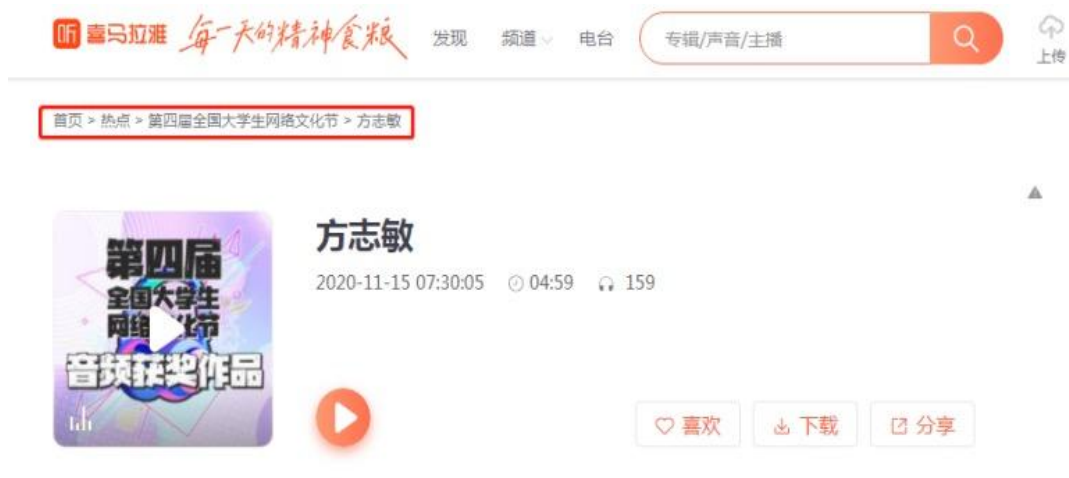 听 喜马拉雅 每一天的精神食粮 发现 频道 电台 专辑/声音/主播
上传
首页 > 热点 > 第四届全国大学生网络文化节 > 方志敏
第四届
全国大学生
网络文化节
音频获奖作品
方志敏
2020-11-15 07:30:05 04:59 159
喜欢 下载 分享